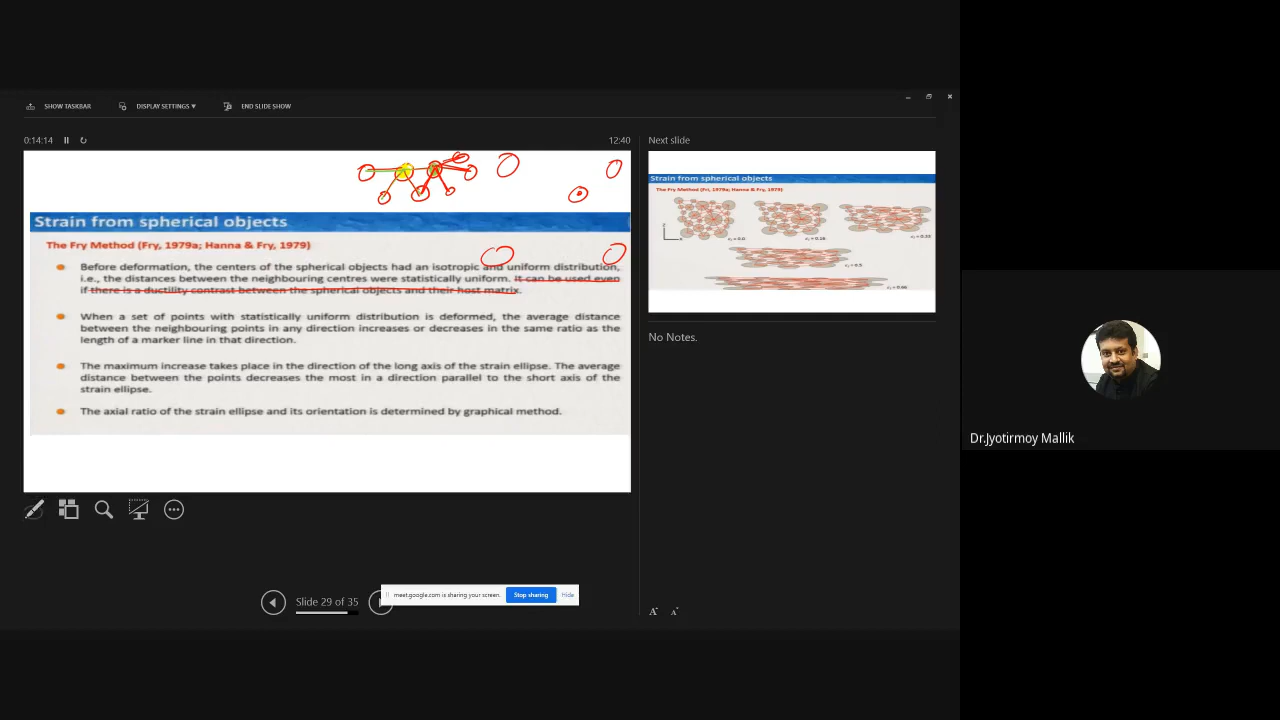 SHOW TASKBAR
DISPLAY SETTINGS ▾
END SLIDE SHOW
0:14:14
12:40
Next slide
Strain from spherical objects
The Fry Method (Fry, 1979a; Hanna & Fry, 1979)
Before deformation, the centers of the spherical objects had an isotropic and uniform distribution,
i.e., the distances between the neighbouring centres were statistically uniform. It can be used even
if there is a ductility contrast between the spherical objects and their host matrix.
When a set of points with statistically uniform distribution is deformed, the average distance
between the neighbouring points in any direction increases or decreases in the same ratio as the
length of a marker line in that direction.
The maximum increase takes place in the direction of the long axis of the strain ellipse. The average
distance between the points decreases the most in a direction parallel to the short axis of the
strain ellipse.
The axial ratio of the strain ellipse and its orientation is determined by graphical method.
Strain from spherical objects
The Fry Method (Fry, 1979a; Hanna & Fry, 1979)
No Notes.
Dr.Jyotirmoy Mallik
Slide 29 of 35
meet.google.com is sharing your screen.
Stop sharing
Hide
A
A